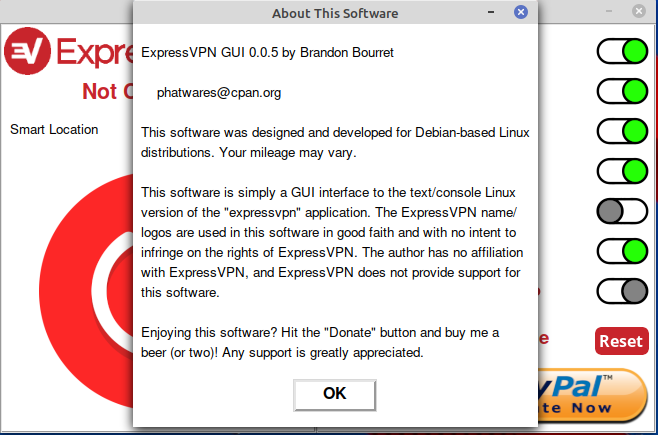 About This Software
Expre
ExpressVPN GUI 0.0.5 by Brandon Bourret
Not C
phatwares@cpan.org
Smart Location
This software was designed and developed for Debian-based Linux
distributions. Your mileage may vary.
This software is simply a GUI interface to the text/console Linux
version of the "expressvpn" application. The ExpressVPN name/
logos are used in this software in good faith and with no intent to
infringe on the rights of ExpressVPN. The author has no affiliation
with ExpressVPN, and ExpressVPN does not provide support for
this software.
Enjoying this software? Hit the "Donate" button and buy me a
beer (or two)! Any support is greatly appreciated.
OK
e
Reset
yPal™
te Now